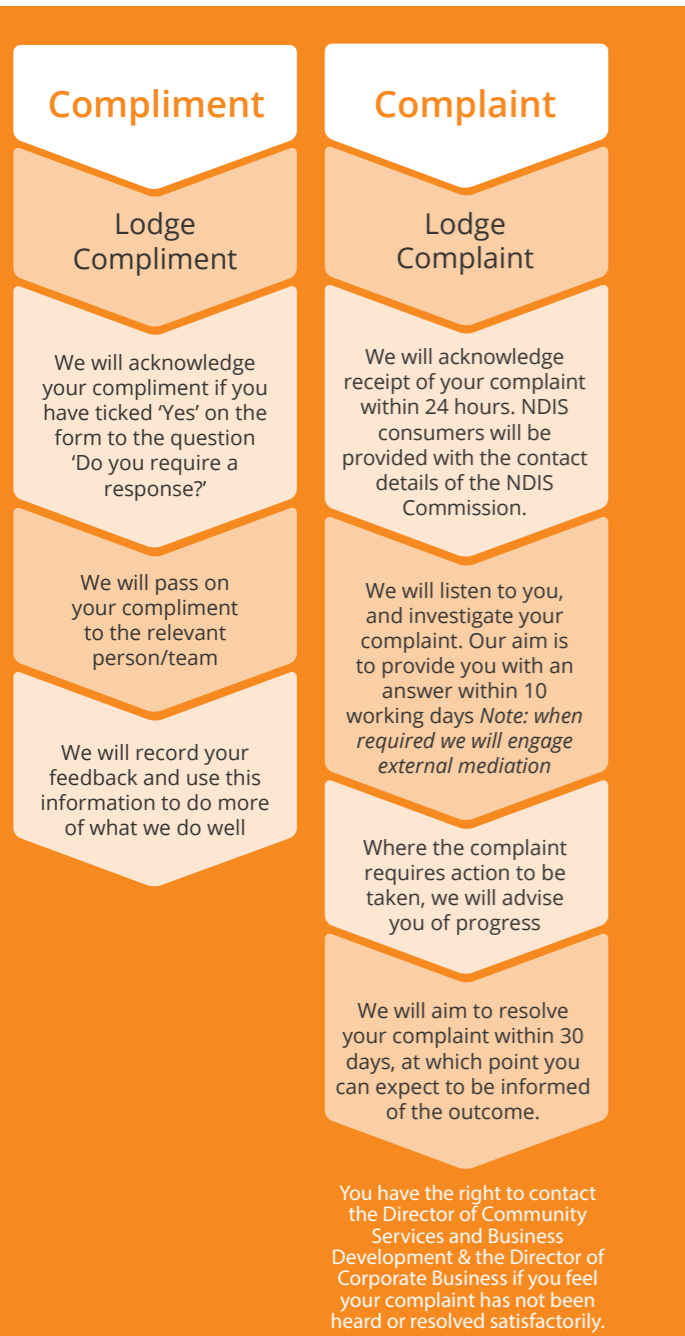 Compliment
Lodge
Compliment
We will acknowledge
your compliment if you
have ticked ‘Yes’ on the
form to the question
‘Do you require a
response?’
We will pass on
your compliment
to the relevant
person/team
We will record your
feedback and use this
information to do more
of what we do well
Complaint
Lodge
Complaint
We will acknowledge
receipt of your complaint
within 24 hours. NDIS
consumers will be
provided with the contact
details of the NDIS
Commission.
We will listen to you,
and investigate your
complaint. Our aim is
to provide you with an
answer within 10
working days Note: when
required we will engage
external mediation
Where the complaint
requires action to be
taken, we will advise
you of progress
We will aim to resolve
your complaint within 30
days, at which point you
can expect to be informed
of the outcome.
You have the right to contact
the Director of Community
Services and Business
Development & the Director of
Corporate Business if you feel
your complaint has not been
heard or resolved satisfactorily.